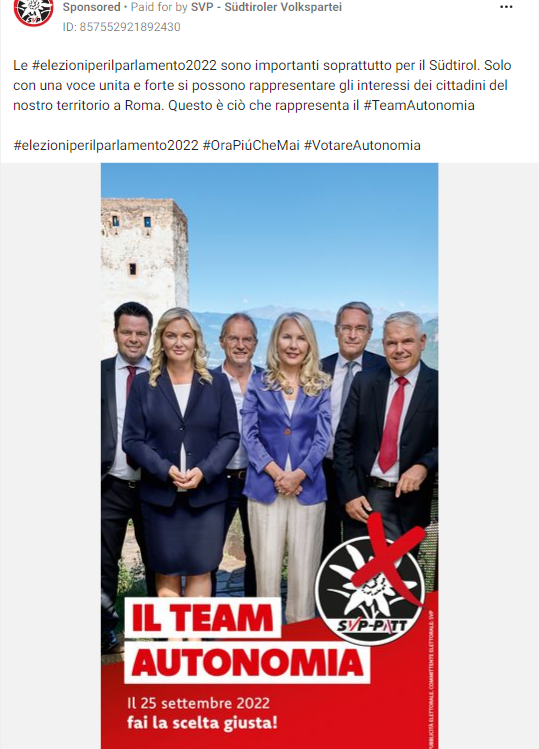 Sponsored • Paid for by SVP - Südtiroler Volkspartei
ID: 857552921892430
Le #elezioniperilparlamento2022 sono importanti soprattutto per il Südtirol. Solo
con una voce unita e forte si possono rappresentare gli interessi dei cittadini del
nostro territorio a Roma. Questo è ciò che rappresenta il #TeamAutonomia
#elezioniperilparlamento2022 #OraPiúCheMai #VotareAutonomia
SVP-PATT
IL TEAM
AUTONOMIA
Il 25 settembre 2022
fai la scelta giusta!
COMMITTENTE ELETTORALE: SVP